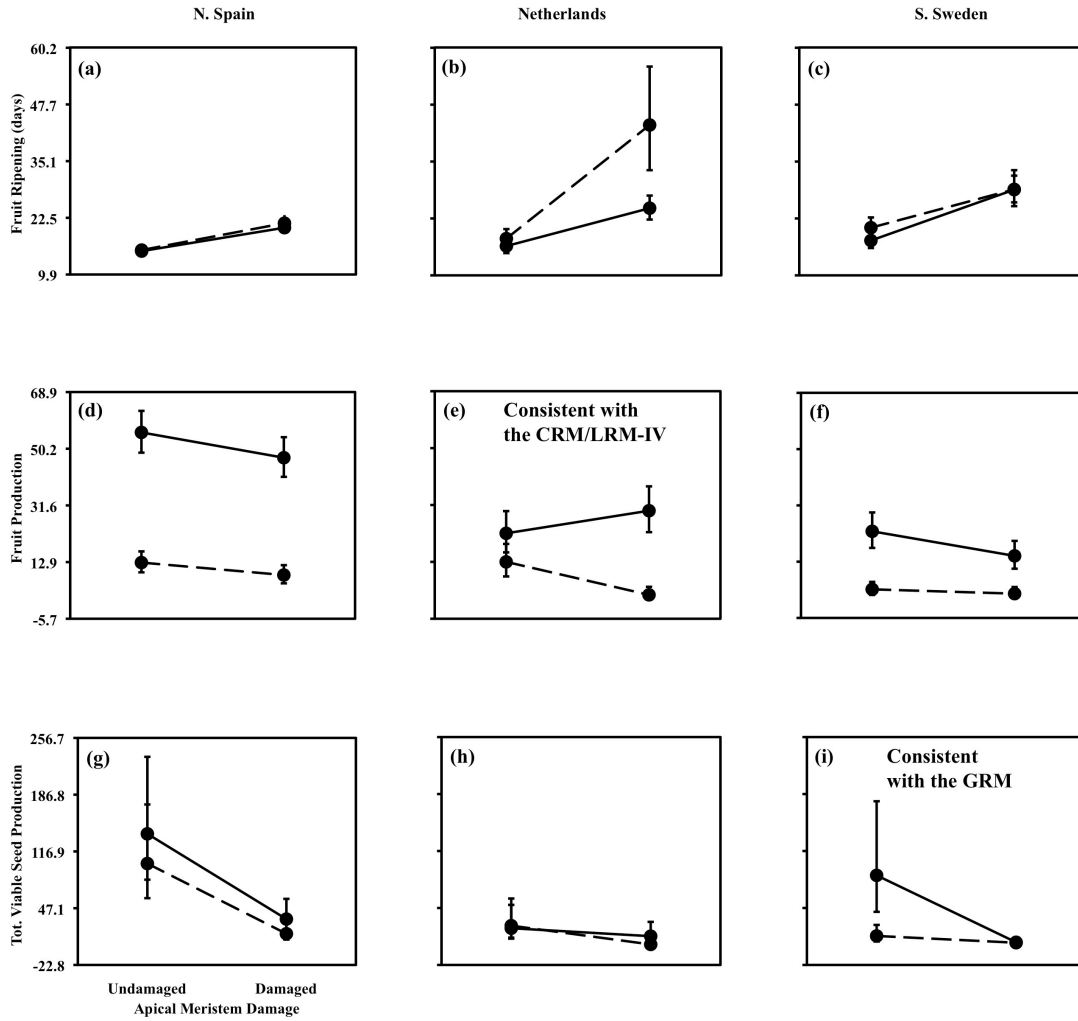 N. Spain
Netherlands
S. Sweden
Fruit Ripening (days)
60.2
47.7
35.1
22.5
9.9
(a)
(b)
(c)
Fruit Production
68.9
50.2
31.6
12.9
-5.7
(d)
(e)
Consistent with
the CRM/LRM-IV
(f)
Tot. Viable Seed Production
256.7
186.8
116.9
47.1
-22.8
(g)
(h)
(i)
Consistent
with the GRM
Undamaged
Damaged
Apical Meristem Damage